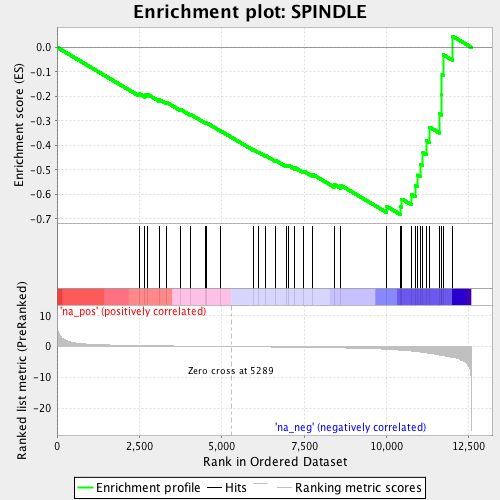 Enrichment plot: SPINDLE
Enrichment score (ES)
0.0
-0.1
-0.2
-0.3
-0.4
-0.5
-0.6
-0.7
'na_pos' (positively correlated)
Ranked list metric (PreRanked)
10
0
-10
-20
Zero cross at 5289
'na_neg' (negatively correlated)
0
2,500
5,000
7,500
10,000
12,500
Rank in Ordered Dataset
Enrichment profile
Hits
Ranking metric scores